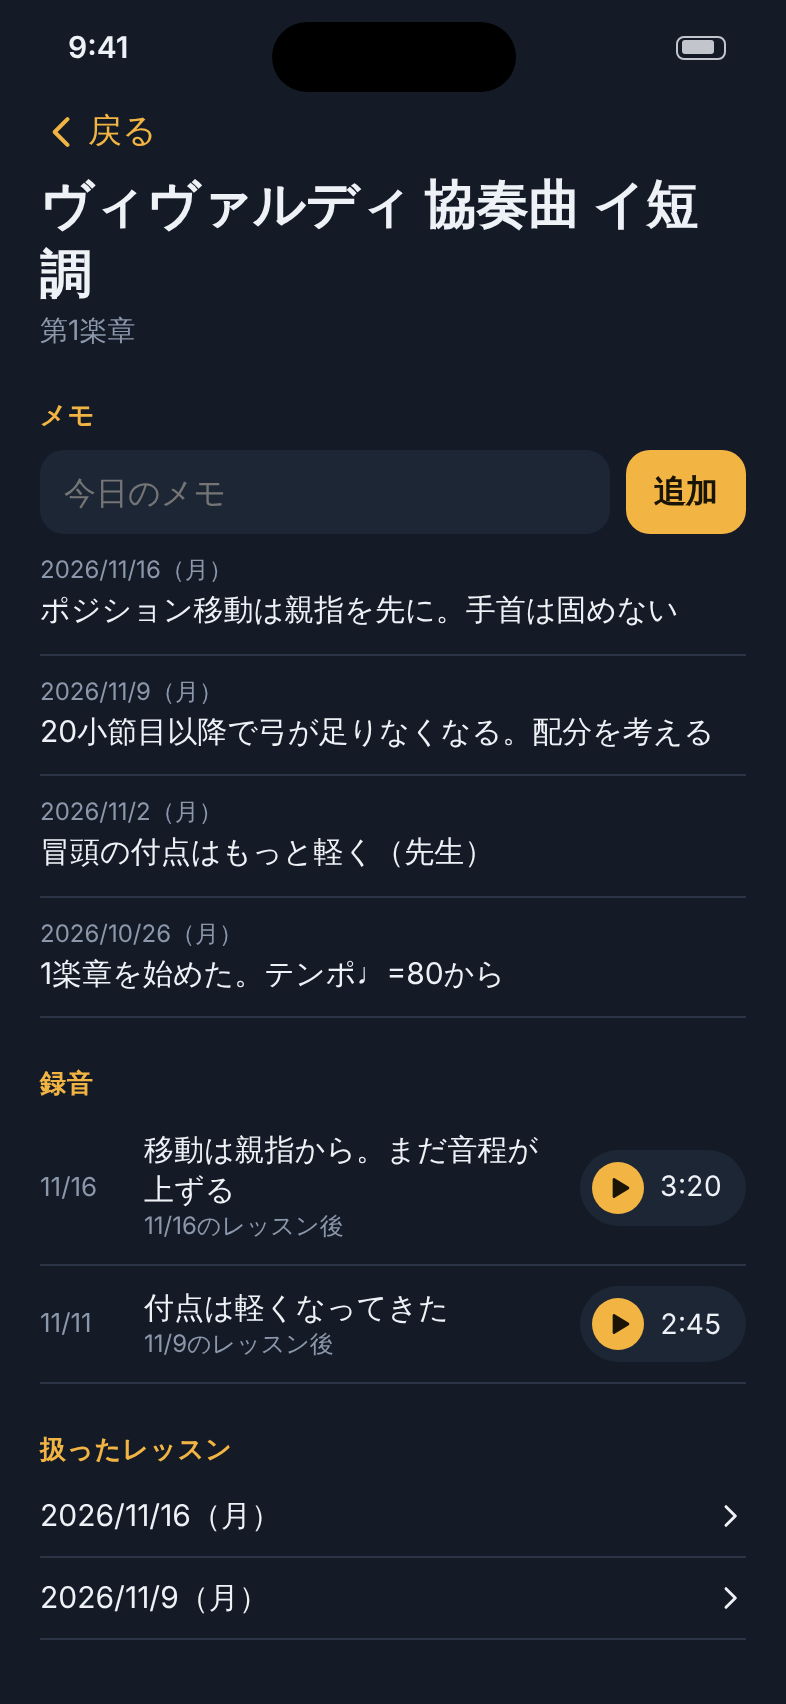 9:41
戻る
ヴィヴァルディ 協奏曲 イ短
調
第1楽章
メモ
今日のメモ
追加
2026/11/16（月）
ポジション移動は親指を先に。手首は固めない
2026/11/9（月）
20小節目以降で弓が足りなくなる。配分を考える
2026/11/2（月）
冒頭の付点はもっと軽く（先生）
2026/10/26（月）
1楽章を始めた。テンポ♩=80から
録音
11/16
移動は親指から。まだ音程が
上ずる
11/16のレッスン後
3:20
11/11
付点は軽くなってきた
11/9のレッスン後
2:45
扱ったレッスン
2026/11/16（月）
2026/11/9（月）